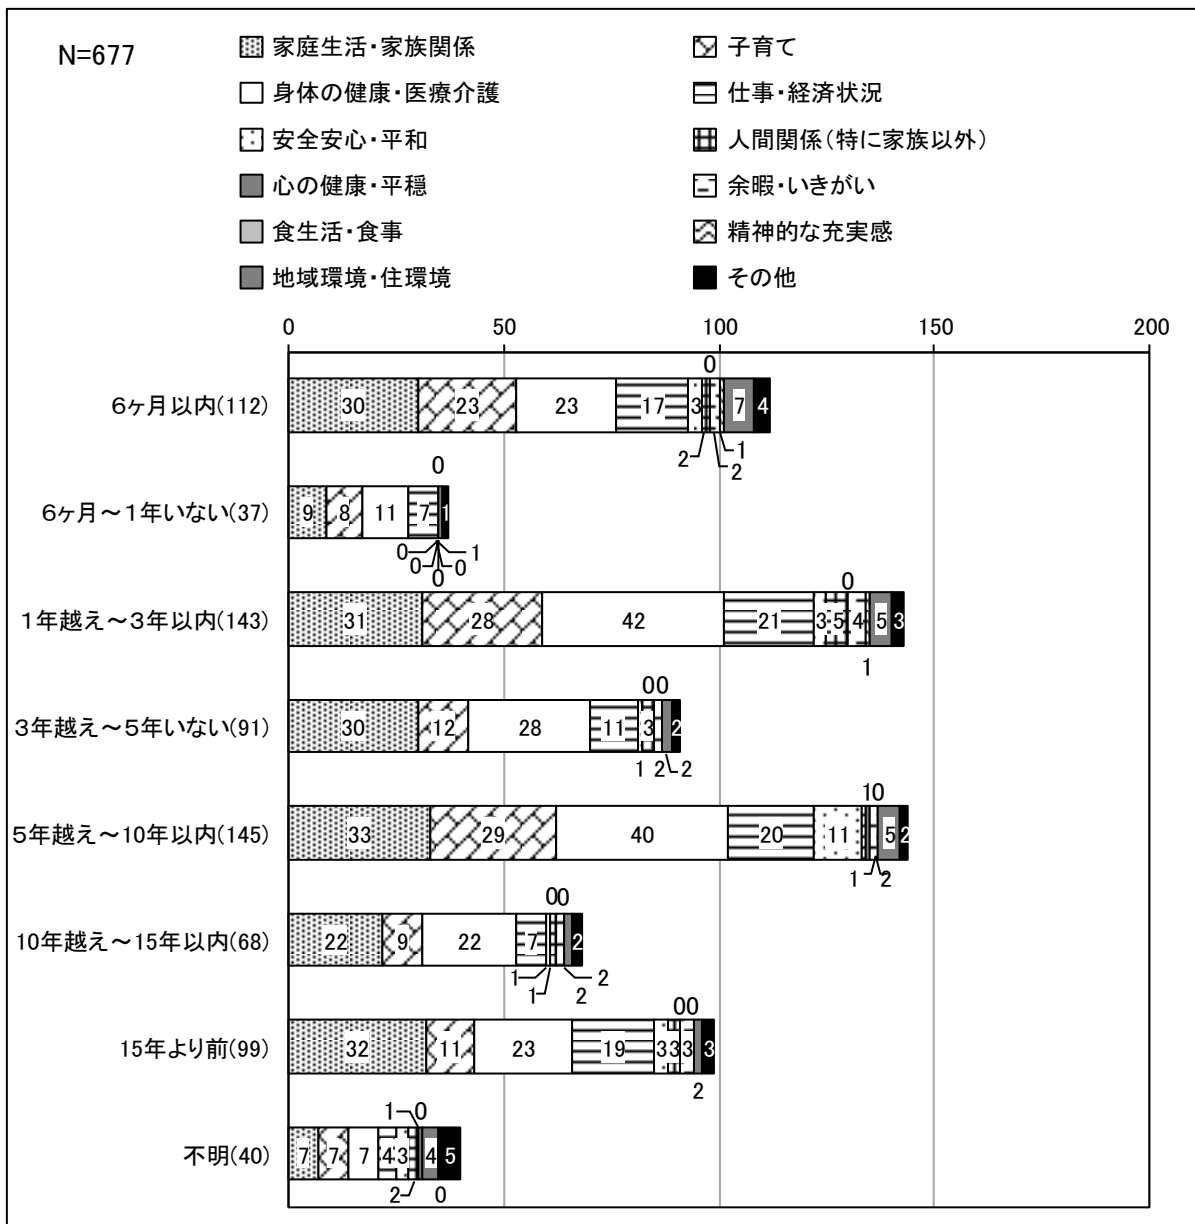 N=677
家庭生活・家族関係 子育て
身体の健康・医療介護 仕事・経済状況
安全安心・平和 人間関係(特に家族以外)
心の健康・平穏 余暇・いきがい
食生活・食事 精神的な充実感
地域環境・住環境 その他
0 50 100 150 200
0
6ヶ月以内(112) 30 23 23 17 3 7 4
2 2 1
0
6ヶ月～1年いない(37) 9 8 11 7 1
0 1
0 0
0
0
1年越え～3年以内(143) 31 28 42 21 3 5 4 5 3
1
0 0
3年越え～5年いない(91) 30 12 28 11 3 2
1 2 2
1 0
5年越え～10年以内(145) 33 29 40 20 11 5 2
1 2
0 0
10年越え～15年以内(68) 22 9 22 7 2
1 2
1 2
0 0
15年より前(99) 32 11 23 19 3 3 3 3
2
1 0
不明(40) 7 7 7 4 3 4 5
2 0